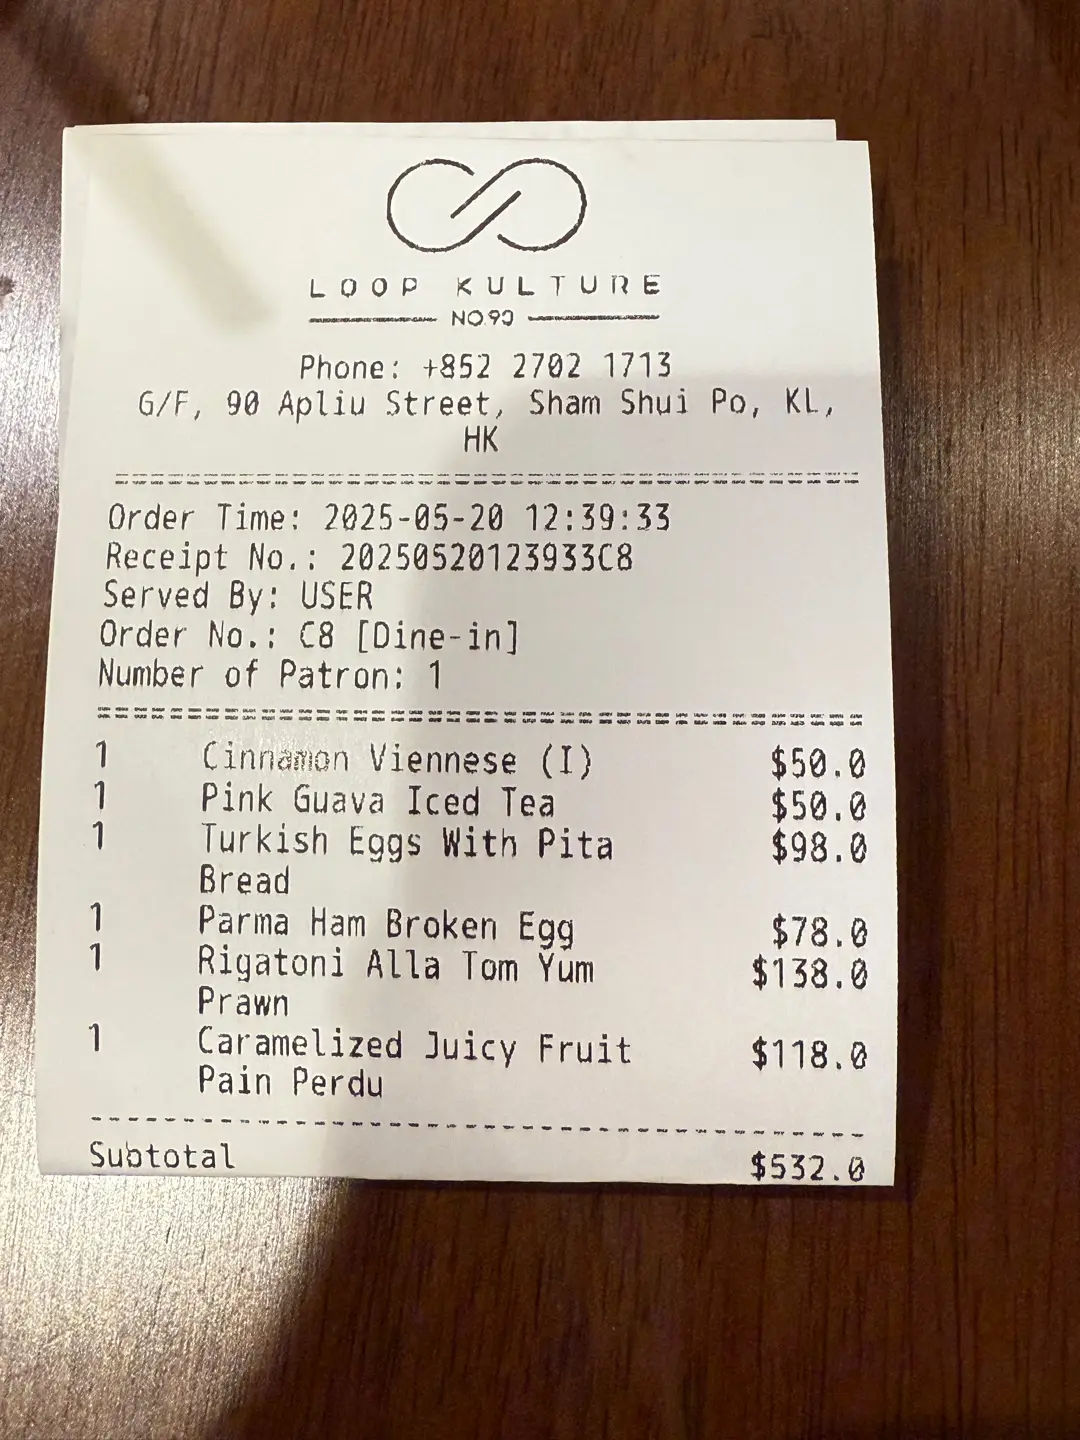 LOOP KULTURE
NO.90
Phone: +852 2702 1713
G/F, 90 Apliu Street, Sham Shui Po, KL,
HK
Order Time: 2025-05-20 12:39:33
Receipt No.: 20250520123933C8
Served By: USER
Order No.: C8 [Dine-in]
Number of Patron: 1
1 Cinnamon Viennese (I) $50.0
1 Pink Guava Iced Tea $50.0
1 Turkish Eggs With Pita $98.0
Bread
1 Parma Ham Broken Egg $78.0
1 Rigatoni Alla Tom Yum $138.0
Prawn
1 Caramelized Juicy Fruit $118.0
Pain Perdu
Subtotal $532.0